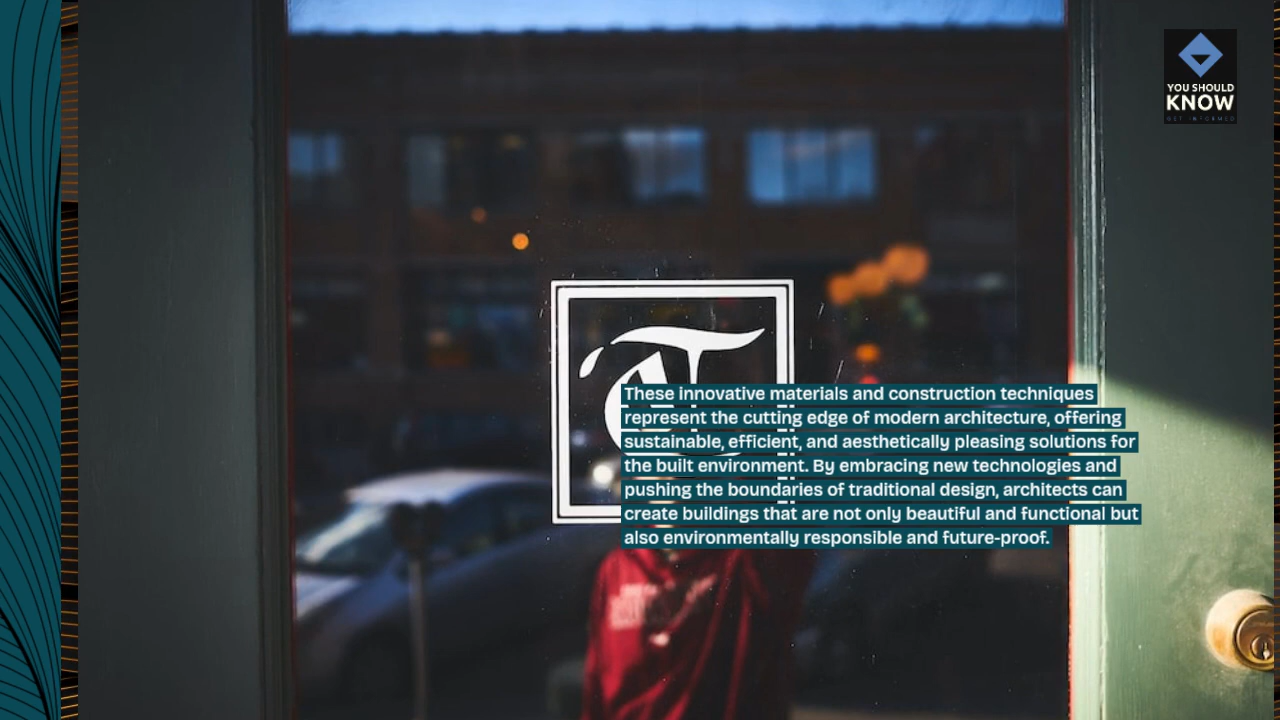 YOU SHOULD
KNOW
GET INFORMED
T
These innovative materials and construction techniques
represent the cutting edge of modern architecture, offering
sustainable, efficient, and aesthetically pleasing solutions for
the built environment. By embracing new technologies and
pushing the boundaries of traditional design, architects can
create buildings that are not only beautiful and functional but
also environmentally responsible and future-proof.